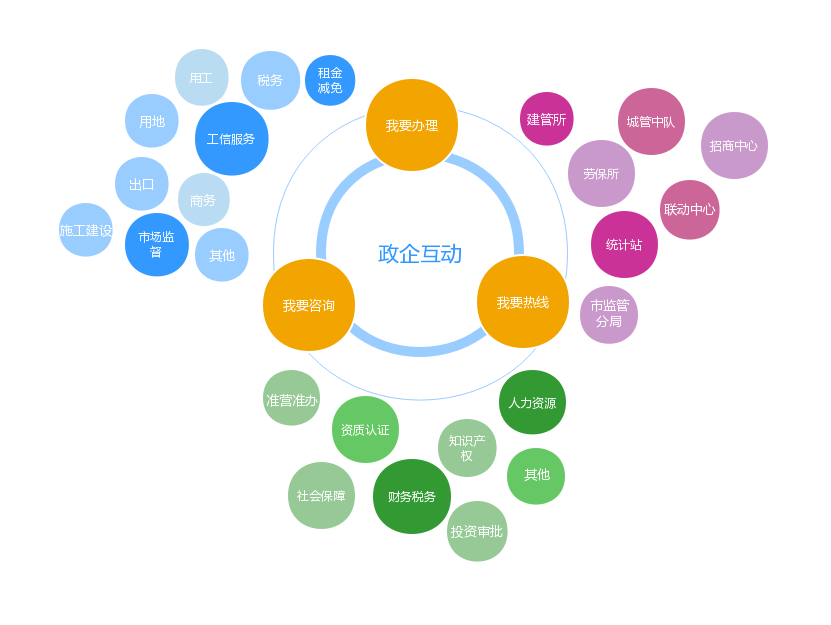 用工
税务
租金
减免
我要办理
用地
工信服务
建管所
城管中队
招商中心
出口
商务
劳保所
联动中心
施工建设
市场监
督
其他
政企互动
统计站
我要咨询
我要热线
市监管
分局
准营准办
资质认证
人力资源
知识产
权
其他
社会保障
财务税务
投资审批